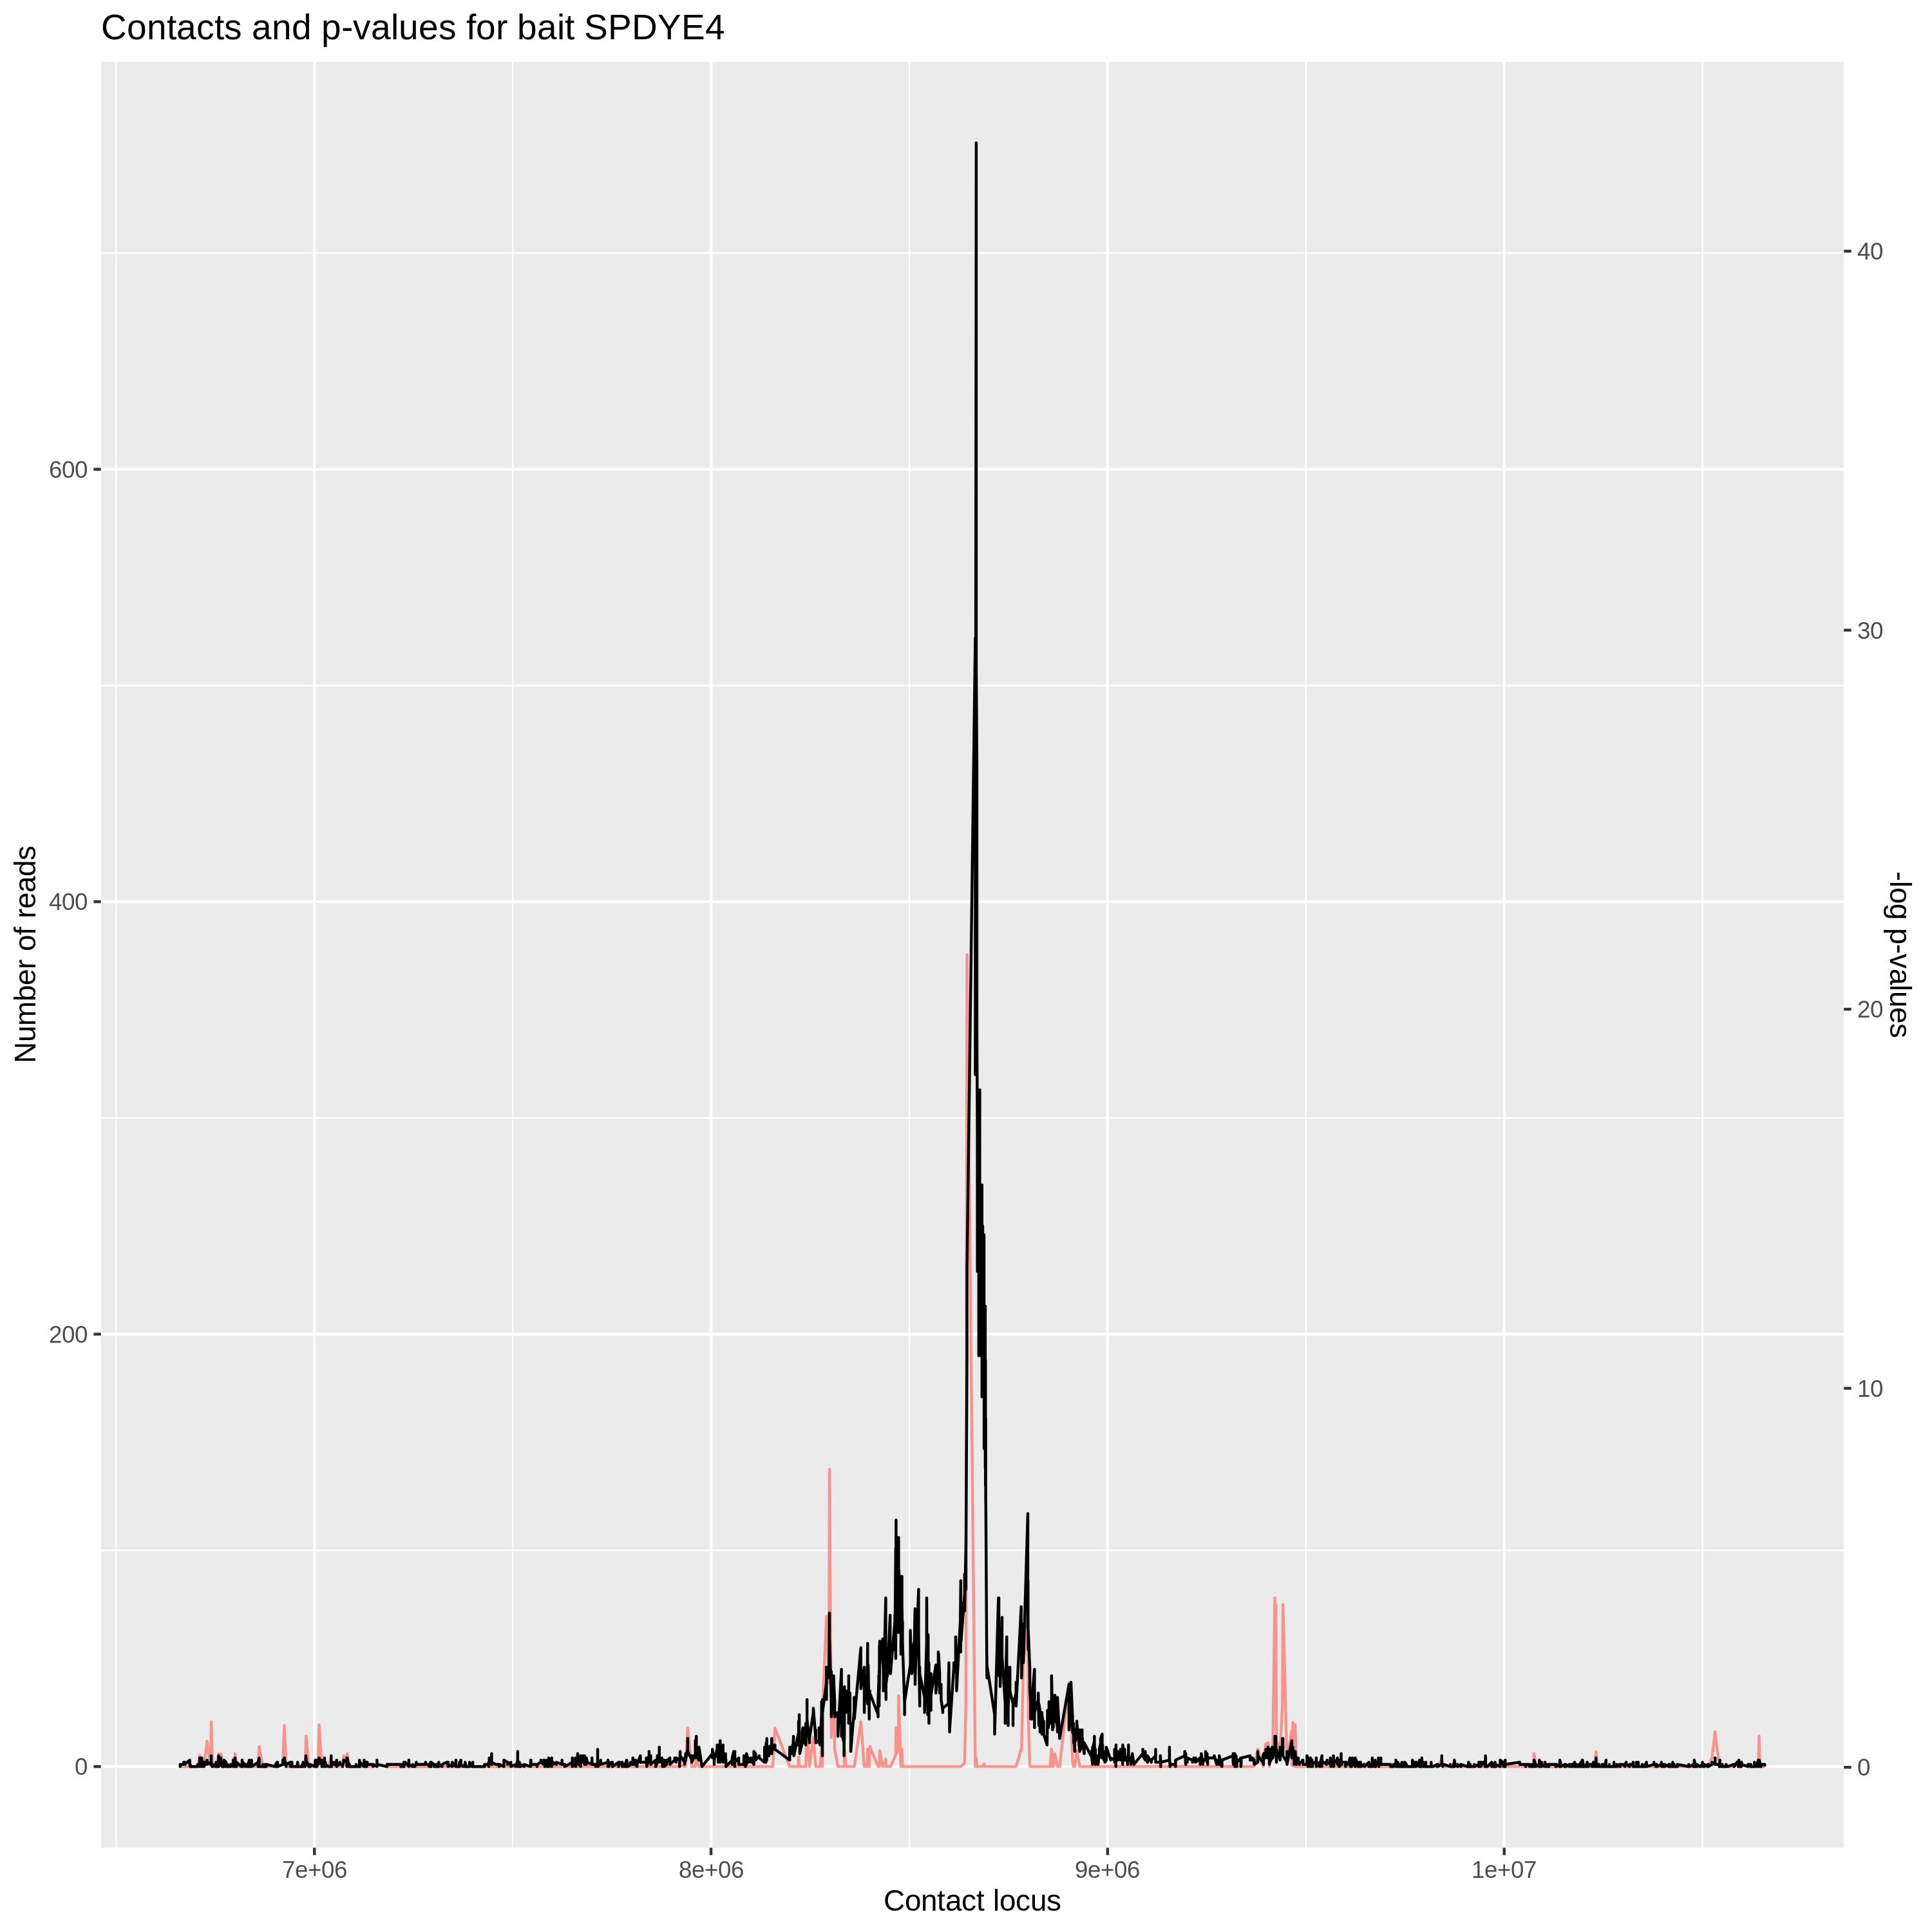 Contacts and p-values for bait SPDYE4
Number of reads
600
400
200
0
40
30
20
10
0
-log p-values
7e+06
8e+06
9e+06
1e+07
Contact locus